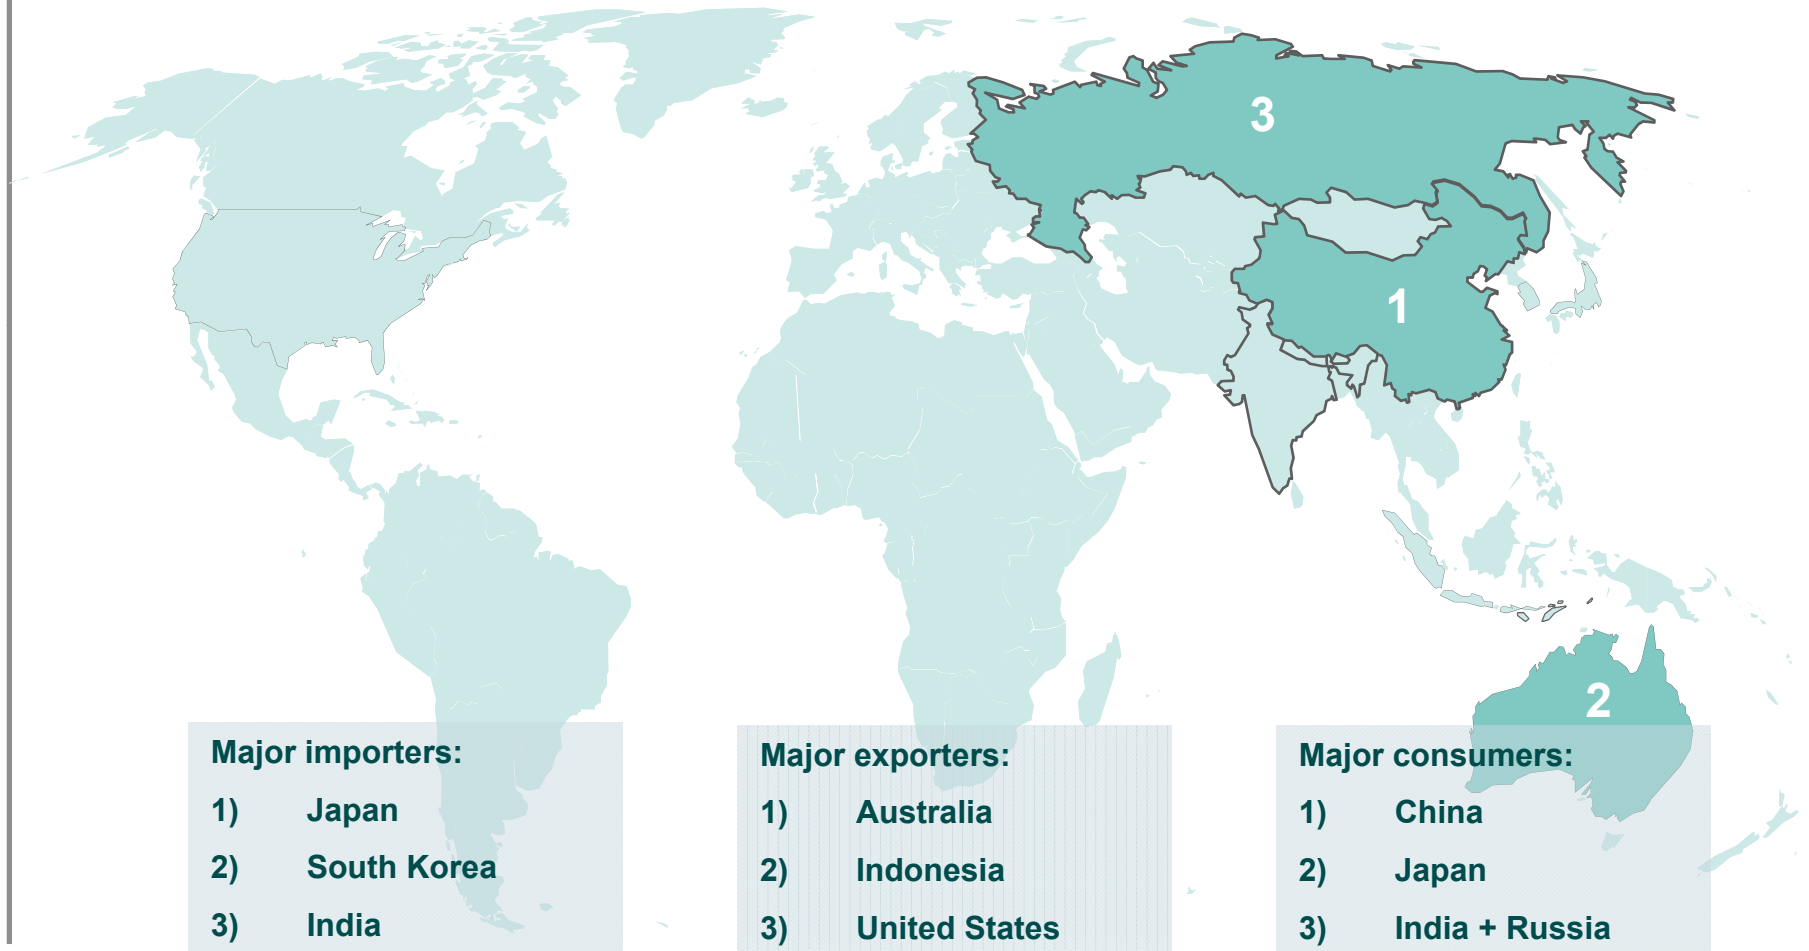 3
1
2
Major importers:
1) Japan
2) South Korea
3) India
Major exporters:
1) Australia
2) Indonesia
3) United States
Major consumers:
1) China
2) Japan
3) India + Russia